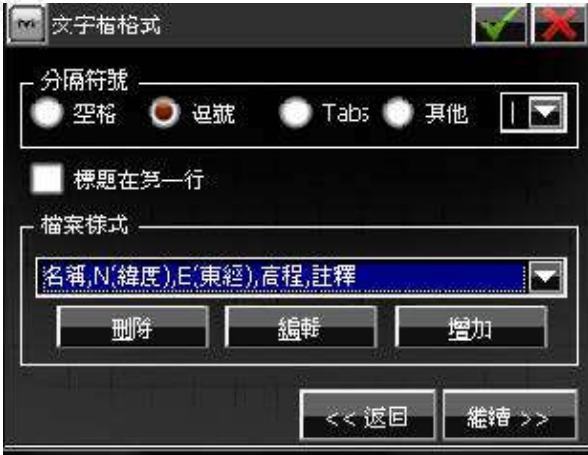 文字檔格式
分隔符號
空格 逗號 Tabs 其他 |
標題在第一行
檔案樣式
名稱,N(緯度),E(東經),高程,註釋
刪除 編輯 增加
<< 返回 繼續 >>